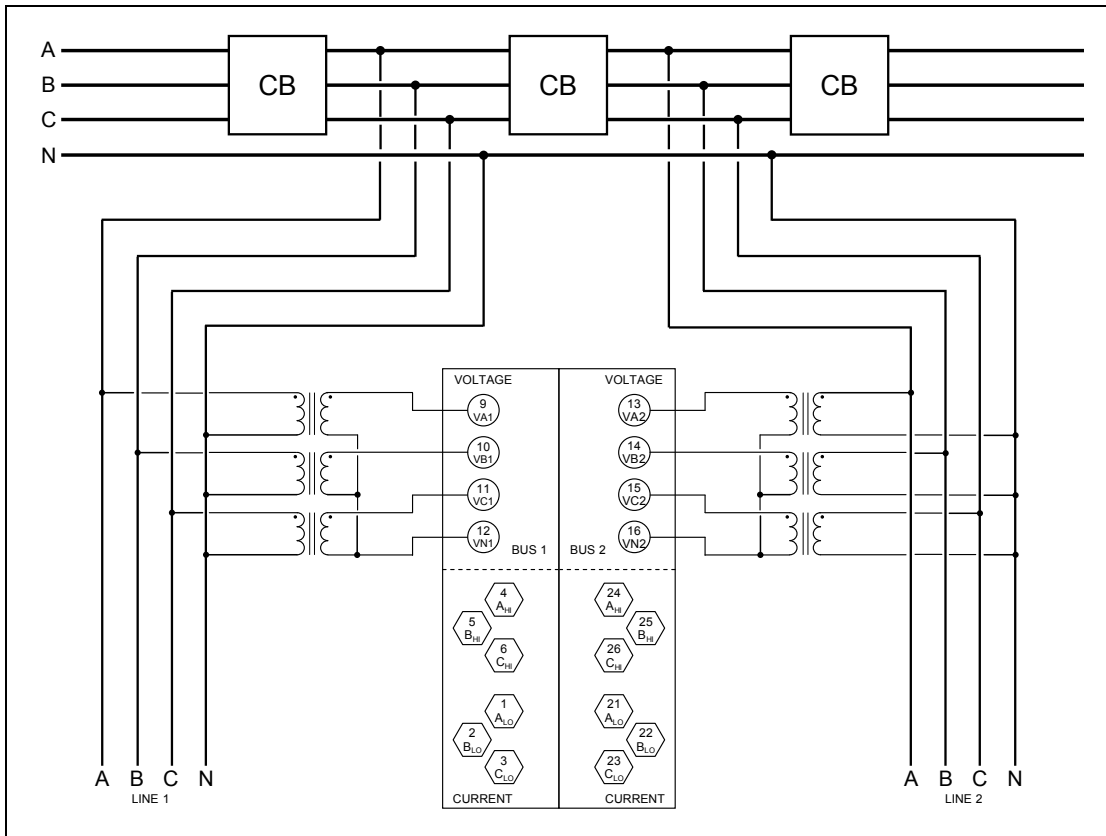 A
B
C
N
CB
CB
CB
VOLTAGE
VOLTAGE
9
VA1
13
VA2
10
VB1
14
VB2
11
VC1
15
VC2
12
VN1
16
VN2
BUS 1
BUS 2
4
AHI
24
AHI
5
BHI
25
BHI
6
CHI
26
CHI
1
ALO
21
ALO
2
BLO
22
BLO
3
CLO
23
CLO
CURRENT
CURRENT
A B C N
LINE 1
A B C N
LINE 2